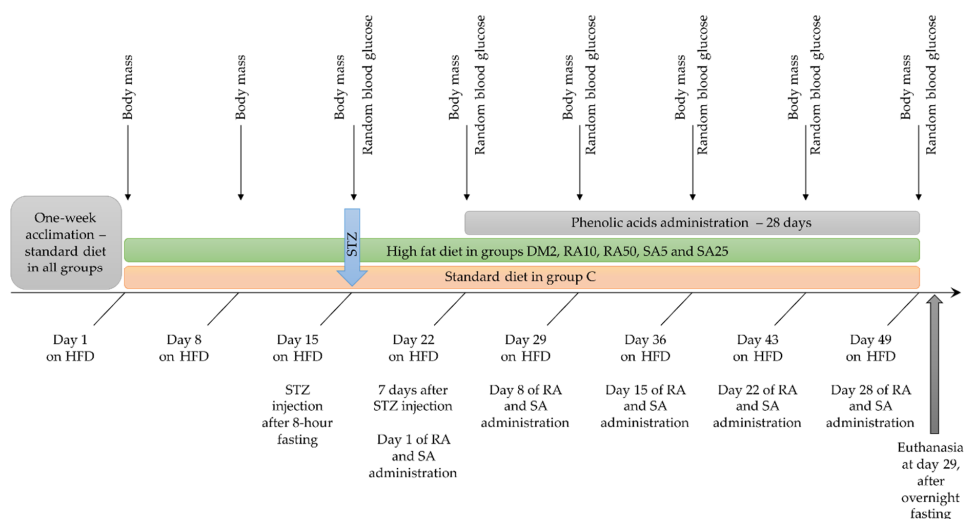 Body mass
Body mass
Body mass
Random blood glucose
Body mass
Random blood glucose
Body mass
Random blood glucose
Body mass
Random blood glucose
Body mass
Random blood glucose
Body mass
Random blood glucose
One-week
acclimation –
standard diet
in all groups
STZ
Phenolic acids administration – 28 days
High fat diet in groups DM2, RA10, RA50, SA5 and SA25
Standard diet in group C
Day 1
on HFD
Day 8
on HFD
Day 15
on HFD
STZ
injection
after 8-hour
fasting
Day 22
on HFD
7 days after
STZ injection
Day 1 of RA
and SA
administration
Day 29
on HFD
Day 8 of RA
and SA
administration
Day 36
on HFD
Day 15 of RA
and SA
administration
Day 43
on HFD
Day 22 of RA
and SA
administration
Day 49
on HFD
Day 28 of RA
and SA
administration
Euthanasia
at day 29,
after
overnight
fasting